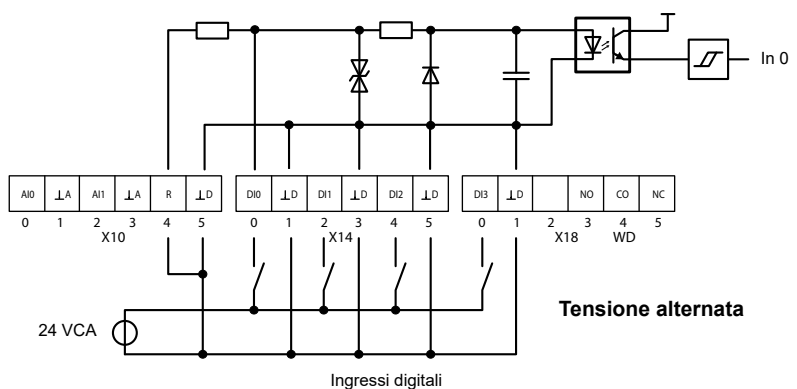 In 0
AI0 ⊥A AI1 ⊥A R ⊥D DI0 ⊥D DI1 ⊥D DI2 ⊥D DI3 ⊥D NO CO NC
0 1 2 3 4 5 0 1 2 3 4 5 0 1 2 3 4 5
X10 X14 X18 WD
Tensione alternata
24 VCA
Ingressi digitali